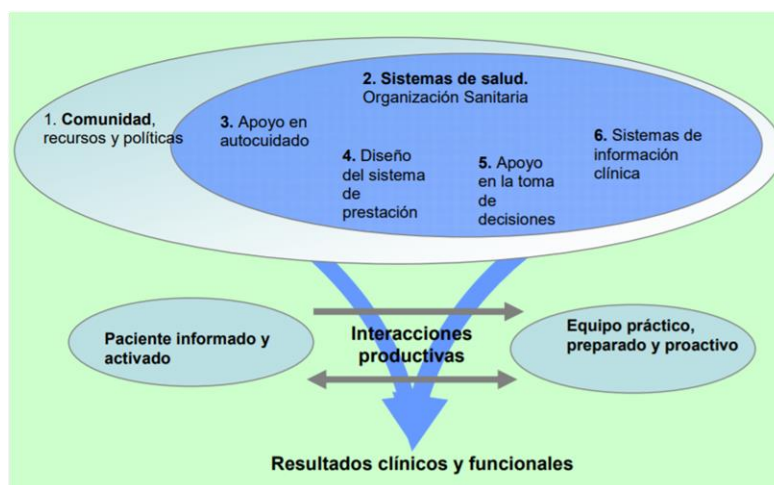 2. Sistemas de salud.
Organización Sanitaria
1. Comunidad,
recursos y políticas
3. Apoyo en
autocuidado
4. Diseño
del sistema
de
prestación
5. Apoyo
en la toma
de
decisiones
6. Sistemas de
información
clínica
Paciente informado y
activado
Interacciones
productivas
Equipo práctico,
preparado y proactivo
Resultados clínicos y funcionales